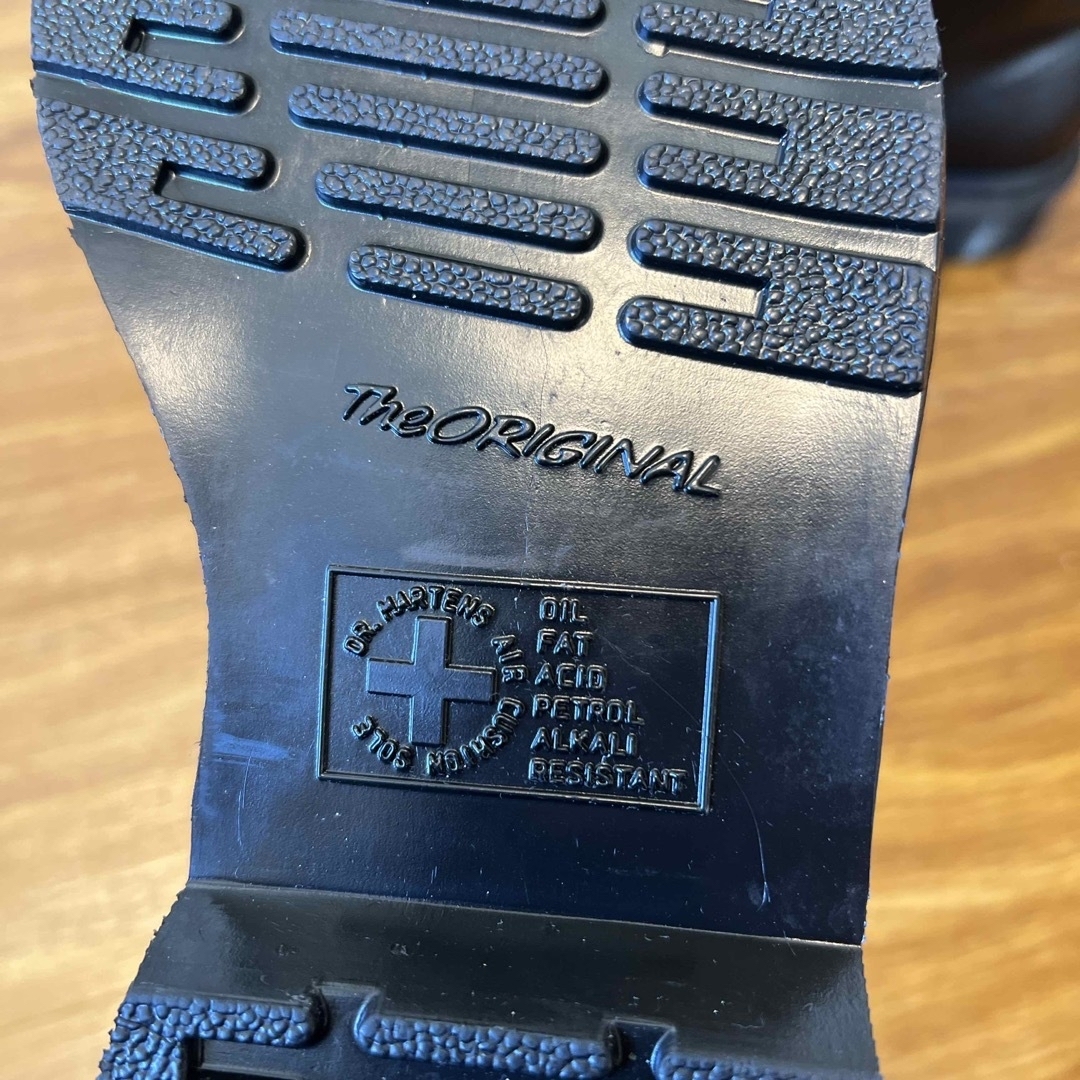 The ORIGINAL
DR. MARTENS AIR CUSHION SOLE
OIL
FAT
ACID
PETROL
ALKALI
RESISTANT